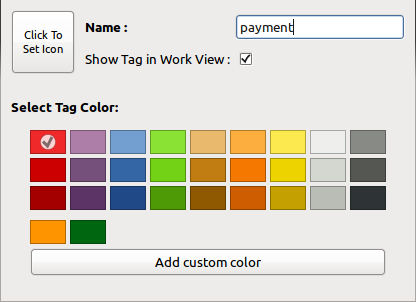 Click To
Set Icon
Name :
payment
Show Tag in Work View :
Select Tag Color:
Add custom color